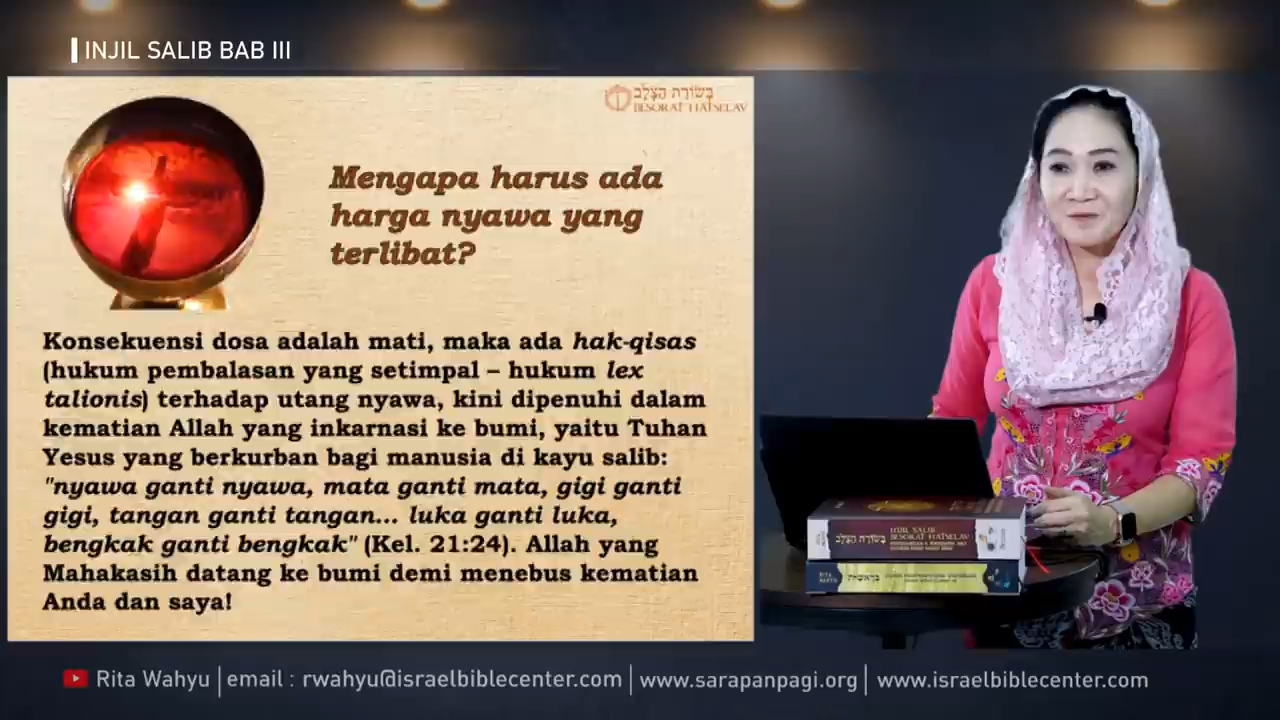 INJIL SALIB BAB III
בְּשׂוֹרַת הַצְּלָב
BESORAT HATSELAV
Mengapa harus ada
harga nyawa yang
terlibat?
Konsekuensi dosa adalah mati, maka ada hak-qisas
(hukum pembalasan yang setimpal – hukum lex
talionis) terhadap utang nyawa, kini dipenuhi dalam
kematian Allah yang inkarnasi ke bumi, yaitu Tuhan
Yesus yang berkurban bagi manusia di kayu salib:
"nyawa ganti nyawa, mata ganti mata, gigi ganti
gigi, tangan ganti tangan... luka ganti luka,
bengkak ganti bengkak" (Kel. 21:24). Allah yang
Mahakasih datang ke bumi demi menebus kematian
Anda dan saya!
INJIL SALIB
BESORAT HATSELAV
RITA
Rita Wahyu | email : rwahyu@israelbiblecenter.com | www.sarapanpagi.org | www.israelbiblecenter.com